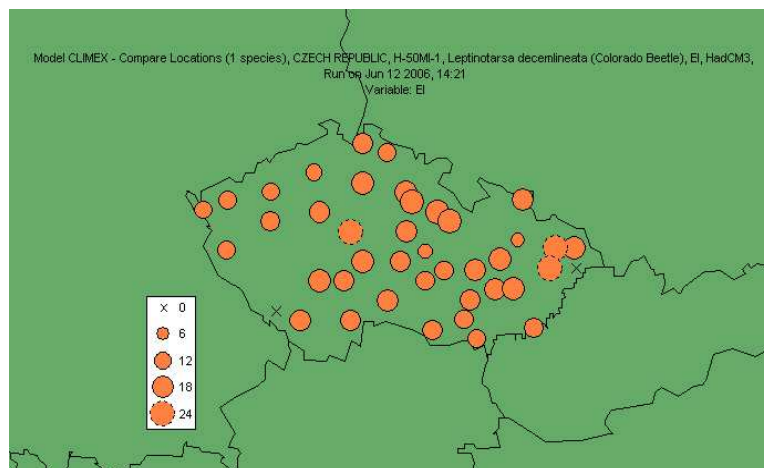 Model CLIMEX - Compare Locations (1 species), CZECH REPUBLIC, H-50MI-1, Leptinotarsa decemlineata (Colorado Beetle), EI, HadCM3,
Run on Jun 12 2006, 14:21
Variable: EI
0
6
12
18
24